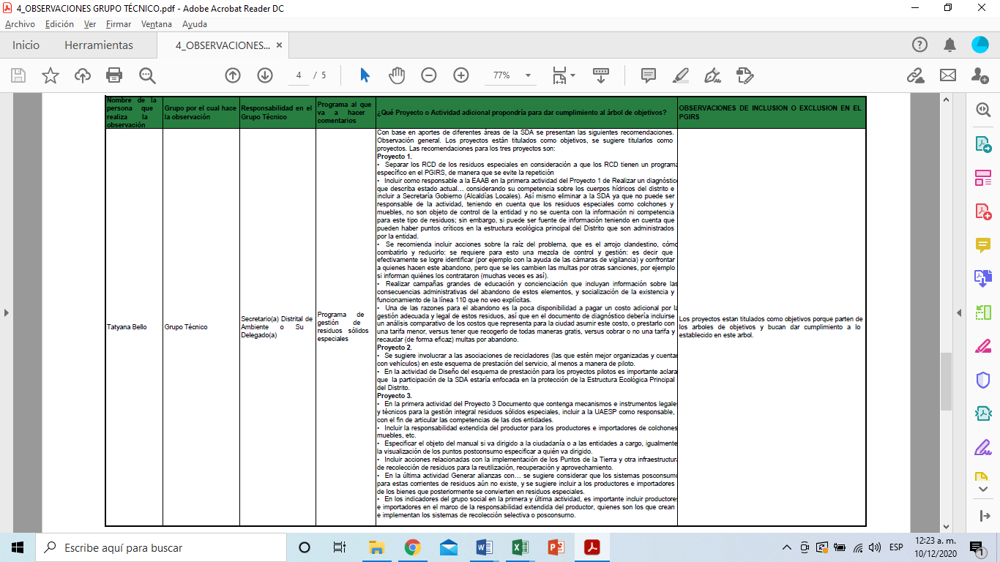 4_OBSERVACIONES GRUPO TÉCNICO.pdf - Adobe Acrobat Reader DC
Archivo Edición Ver Firmar Ventana Ayuda
Inicio Herramientas 4_OBSERVACIONES... ×
4 / 5 77%
Nombre de la
persona que
realiza la
observación
Grupo por el cual hace
la observación
Responsabilidad en el
Grupo Técnico
Programa al que
va a hacer
comentarios
¿Qué Proyecto o Actividad adicional propondría para dar cumplimiento al árbol de objetivos?
OBSERVACIONES DE INCLUSION O EXCLUSION EN EL
PGIRS
Tatyana Bello
Grupo Técnico
Secretario(a) Distrital de
Ambiente o Su
Delegado(a)
Programa de
gestión de
residuos sólidos
especiales
Con base en aportes de diferentes áreas de la SDA se presentan las siguientes recomendaciones.
Observación general. Los proyectos están titulados como objetivos, se sugiere titularlos como
proyectos. Las recomendaciones para los tres proyectos son:
Proyecto 1.
• Separar los RCD de los residuos especiales en consideración a que los RCD tienen un programa
específico en el PGIRS, de manera que se evite la repetición
• Incluir como responsable a la EAAB en la primera actividad del Proyecto 1 de Realizar un diagnóstico
que describa estado actual... considerando su competencia sobre los cuerpos hídricos del distrito e
incluir a Secretaría Gobierno (Alcaldías Locales). Así mismo eliminar a la SDA ya que no puede ser
responsable de la actividad, teniendo en cuenta que los residuos especiales como colchones y
muebles, no son objeto de control de la entidad y no se cuenta con la información ni competencia
para este tipo de residuos; sin embargo, si puede ser fuente de información teniendo en cuenta que
pueden haber puntos críticos en la estructura ecológica principal del Distrito que son administrados
por la entidad.
• Se recomienda incluir acciones sobre la raíz del problema, que es el arrojo clandestino, cómo
combatirlo y reducirlo: se requiere para esto una mezcla de control y gestión: es decir que
efectivamente se logre identificar (por ejemplo con la ayuda de las cámaras de vigilancia) y confrontar
a quienes hacen este abandono, pero que se les cambien las multas por otras sanciones, por ejemplo
si informan quiénes los contrataron (muchas veces es así).
• Realizar campañas grandes de educación y concienciación que incluyan información sobre las
consecuencias administrativas del abandono de estos elementos, y socialización de la existencia y
funcionamiento de la línea 110 que no veo explícitas.
• Una de las razones para el abandono es la poca disponibilidad a pagar un costo adicional por la
gestión adecuada y legal de estos residuos, así que en el documento de diagnóstico debería incluirse
un análisis comparativo de los costos que representa para la ciudad asumir este costo, o prestarlo con
una tarifa menor, versus tener que recogerlo de todas maneras gratis, versus cobrar o no una tarifa y
recaudar (de forma eficaz) multas por abandono.
Proyecto 2.
• Se sugiere involucrar a las asociaciones de recicladores (las que estén mejor organizadas y cuentan
con vehículos) en este esquema de prestación del servicio, al menos a manera de piloto.
• En la actividad de Diseño del esquema de prestación para los proyectos pilotos es importante aclara
que la participación de la SDA estaría enfocada en la protección de la Estructura Ecológica Principal
del Distrito.
Proyecto 3.
• En la primera actividad del Proyecto 3 Documento que contenga mecanismos e instrumentos legales
y técnicos para la gestión integral residuos sólidos especiales, incluir a la UAESP como responsable,
con el fin de articular las competencias de las dos entidades.
• Incluir la responsabilidad extendida del productor para los productores e importadores de colchones
muebles, etc.
• Especificar el objeto del manual si va dirigido a la ciudadanía o a las entidades a cargo, igualmente
la visualización de los puntos postconsumo especificar a quién va dirigido.
• Incluir acciones relacionadas con la implementación de los Puntos de la Tierra y otra infraestructura
de recolección de residuos para la reutilización, recuperación y aprovechamiento.
• En la última actividad Generar alianzas con... se sugiere considerar que los sistemas posconsumo
para estas corrientes de residuos aún no existe, y se sugiere incluir a los productores e importadores
de los bienes que posteriormente se convierten en residuos especiales.
• En los indicadores del grupo social en la primera y última actividad, es importante incluir productores
e importadores en el marco de la responsabilidad extendida del productor, quienes son los que crean
e implementan los sistemas de recolección selectiva o posconsumo.
Los proyectos estan titulados como objetivos porque parten de
los arboles de objetivos y bucan dar cumplimiento a lo
establecido en este arbol.
Escribe aquí para buscar
ESP
12:23 a. m.
10/12/2020
1